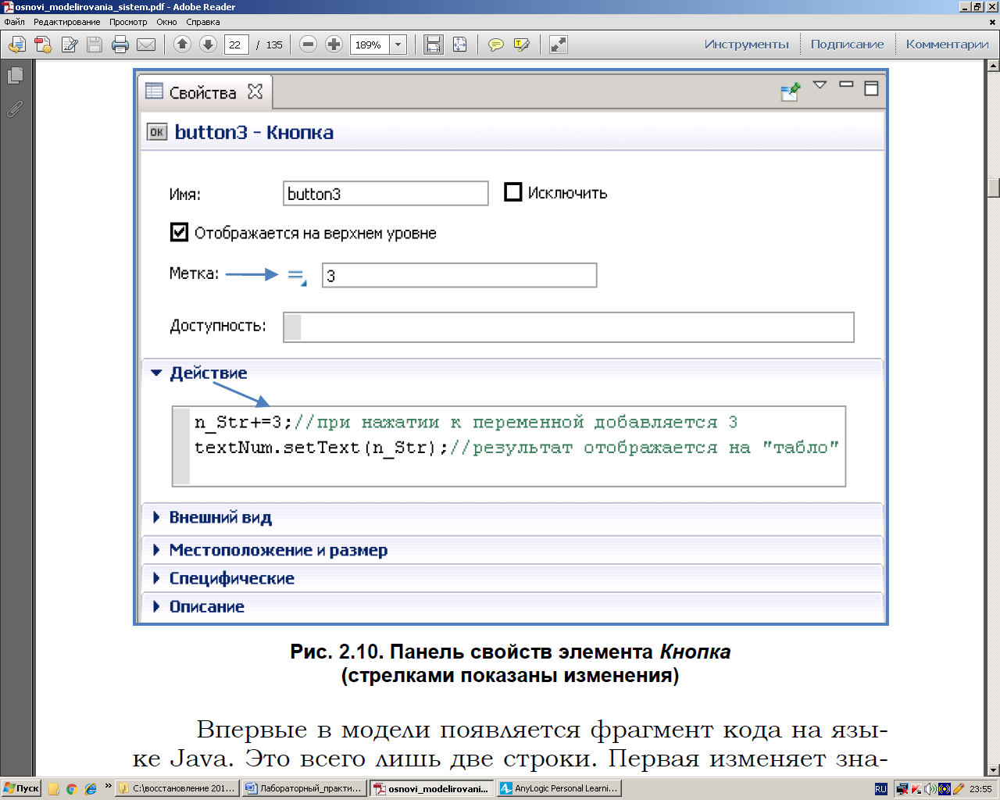 osnovi_modelirovania_sistem.pdf - Adobe Reader
Файл Редактирование Просмотр Окно Справка
22 / 135 189% Инструменты Подписание Комментарии
Свойства
OK button3 - Кнопка
Имя: button3 Исключить
Отображается на верхнем уровне
Метка: 3
Доступность:
Действие
n_Str+=3;//при нажатии к переменной добавляется 3
textNum.setText(n_Str);//результат отображается на "табло"
Внешний вид
Местоположение и размер
Специфические
Описание
Рис. 2.10. Панель свойств элемента Кнопка
(стрелками показаны изменения)
Впервые в модели появляется фрагмент кода на язы-
ке Java. Это всего лишь две строки. Первая изменяет зна-
Пуск » C:\восстановление 201... Лабораторный_практи... osnovi_modelirovani... AnyLogic Personal Learni... RU 23:55